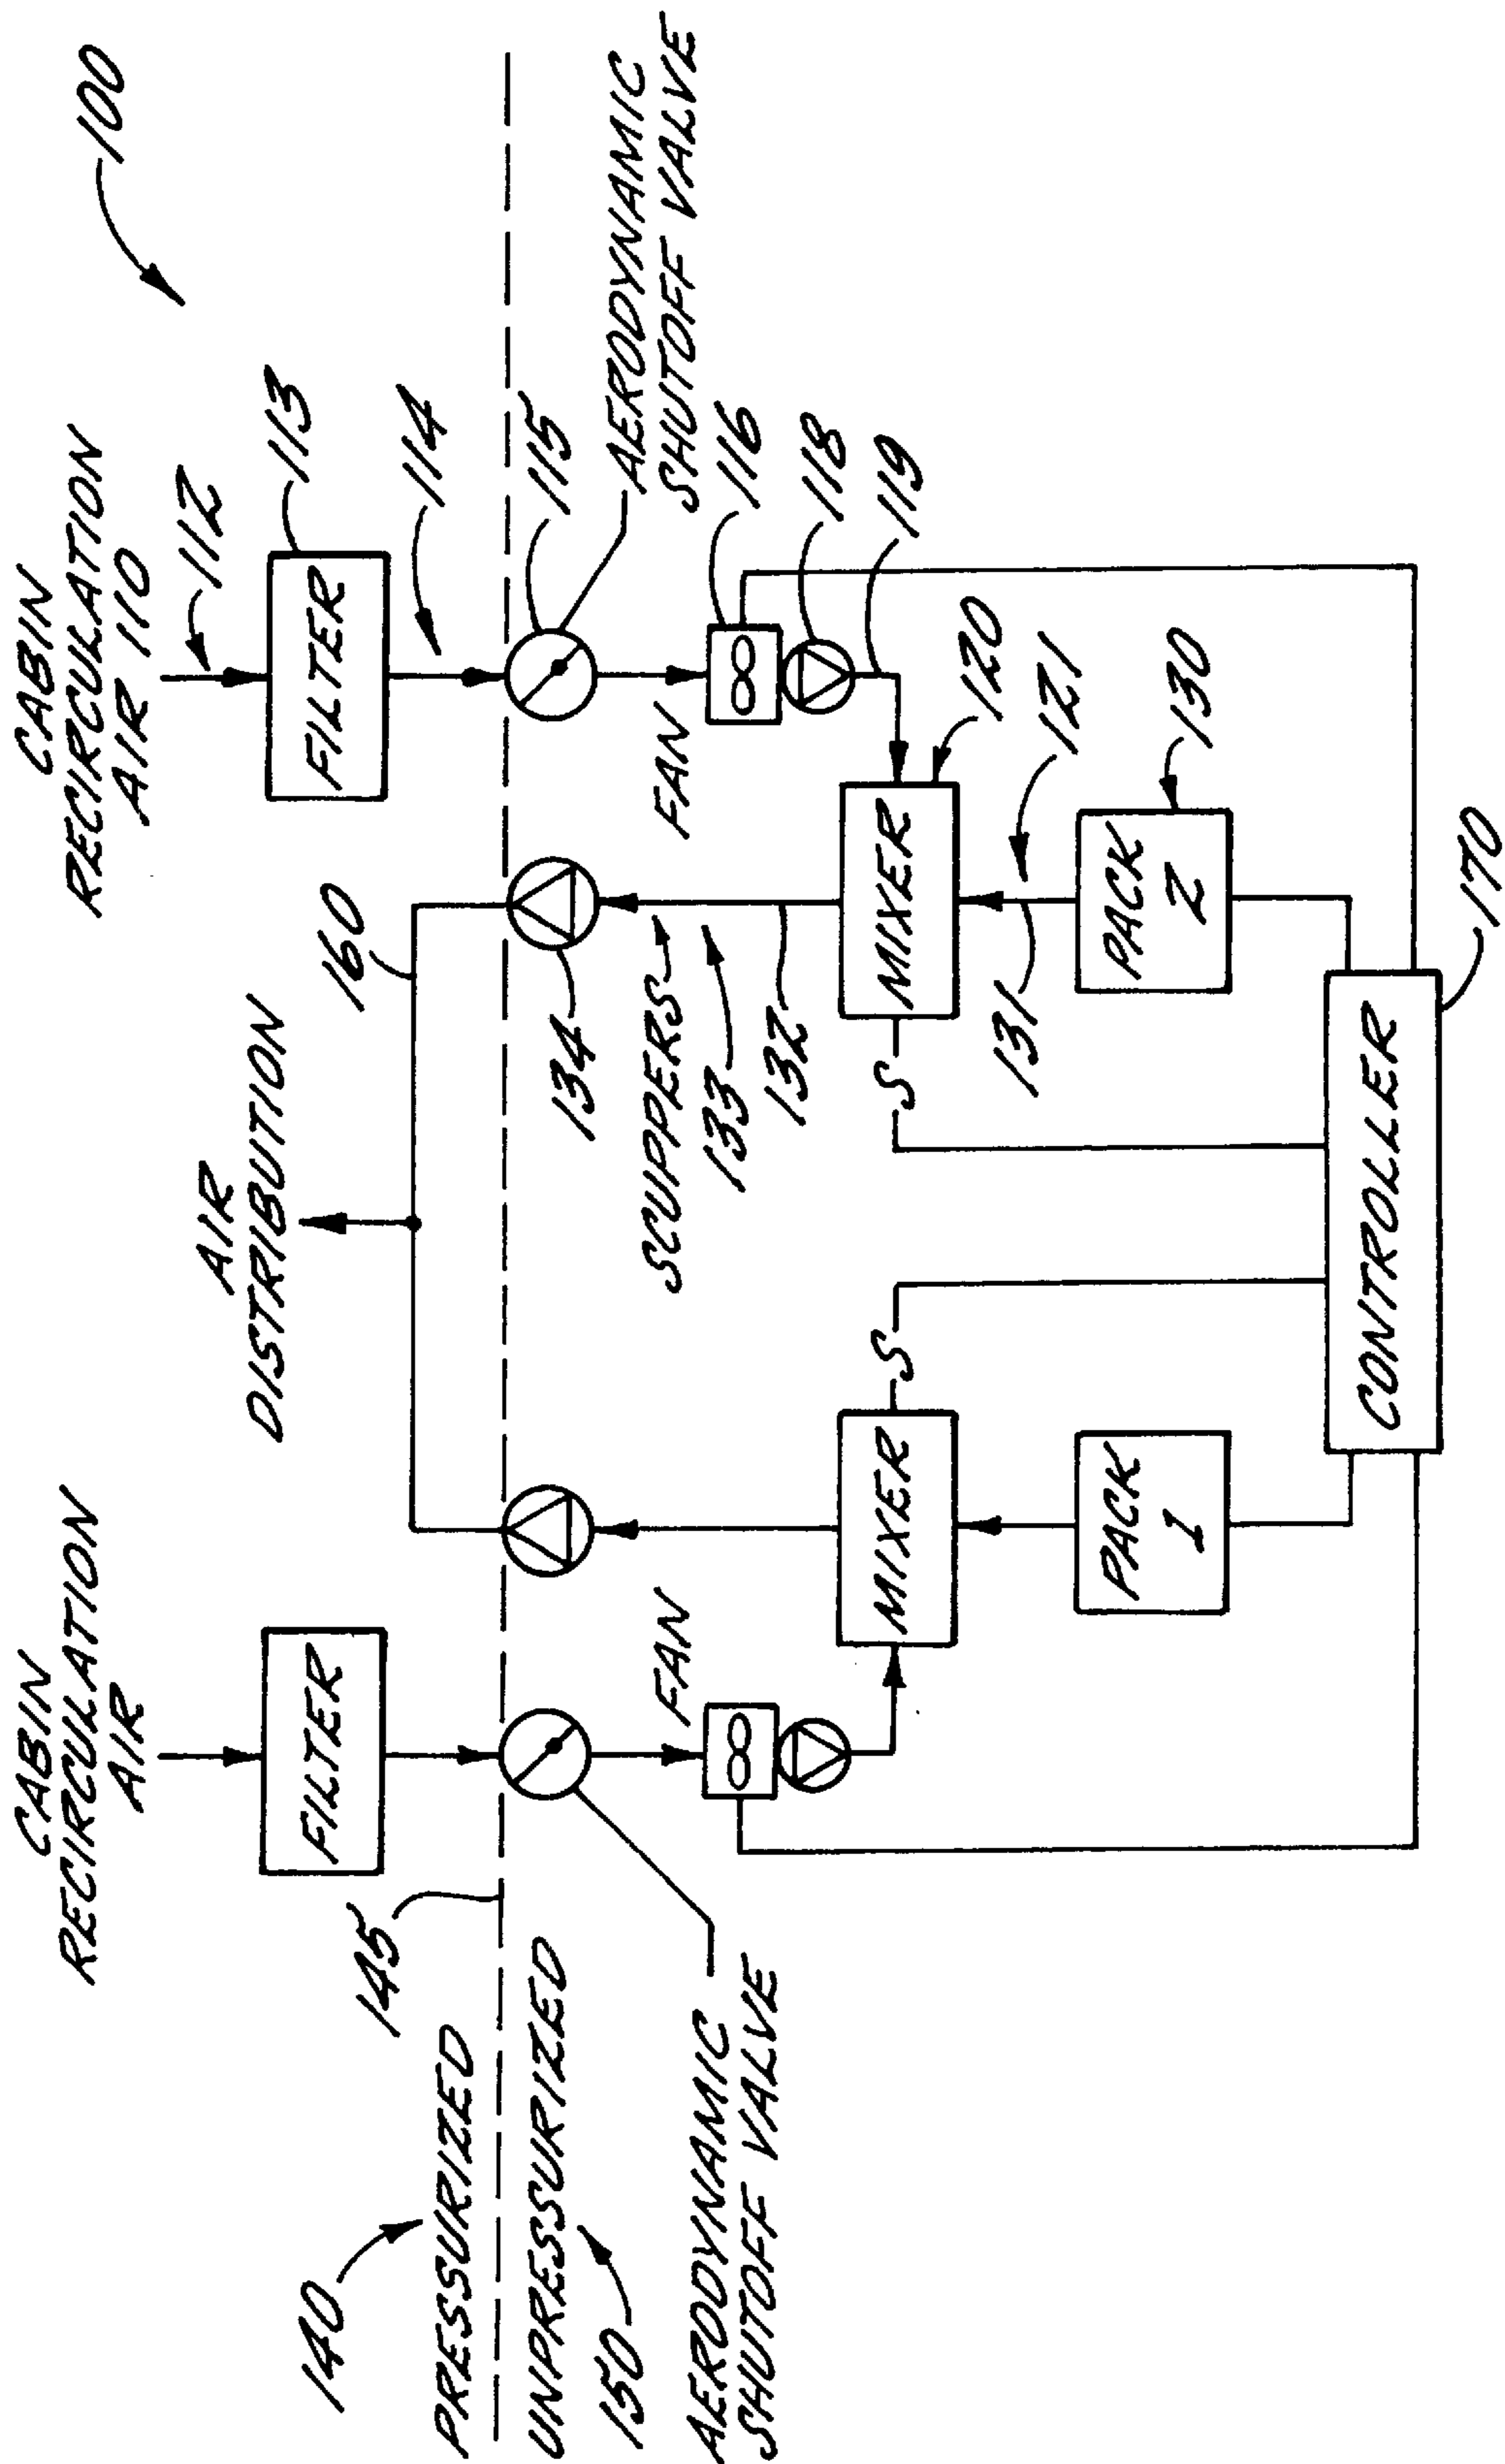 100
CABIN
RECIRCULATION
AIR
CABIN
RECIRCULATION
AIR 110
112
AIR
DISTRIBUTION
FILTER
FILTER
113
160
114
140
PRESSURIZED
145
UNPRESSURIZED
150
115
134
AERODYNAMIC
SHUTOFF VALVE
AERODYNAMIC
SHUTOFF VALVE
FAN
SCUPPERS
133
132
FAN
116
118
119
MIXER
S
S
MIXER
120
121
131
PACK
1
PACK
2
130
CONTROLLER
170